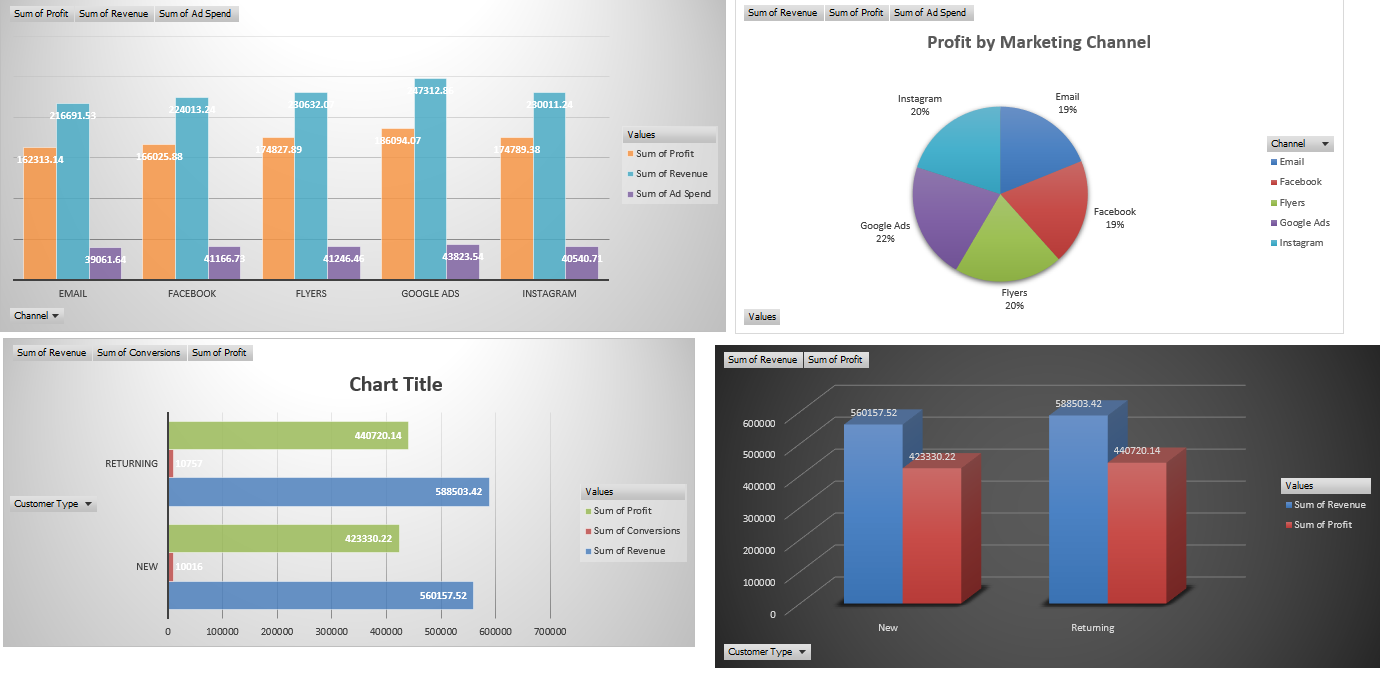 Sum of Profit Sum of Revenue Sum of Ad Spend
216691.53
224013.24
41166.73
162313.14
166025.88
174827.89
174789.38
230011.24
39061.64
41246.46
43823.54
40540.71
EMAIL FACEBOOK FLYERS GOOGLE ADS INSTAGRAM
Channel
Values
Sum of Profit
Sum of Revenue
Sum of Ad Spend
Sum of Revenue Sum of Profit Sum of Ad Spend
Profit by Marketing Channel
Email
19%
Facebook
19%
Flyers
20%
Google Ads
22%
Instagram
20%
Channel
Email
Facebook
Flyers
Google Ads
Instagram
Values
Sum of Revenue Sum of Conversions Sum of Profit
Chart Title
RETURNING
440720.14
10757
588503.42
NEW
423330.22
10016
560157.52
0 100000 200000 300000 400000 500000 600000 700000
Customer Type
Values
Sum of Profit
Sum of Conversions
Sum of Revenue
Sum of Revenue Sum of Profit
600000
500000
400000
300000
200000
100000
0
560157.52
423330.22
588503.42
440720.14
New Returning
Values
Sum of Revenue
Sum of Profit
Customer Type